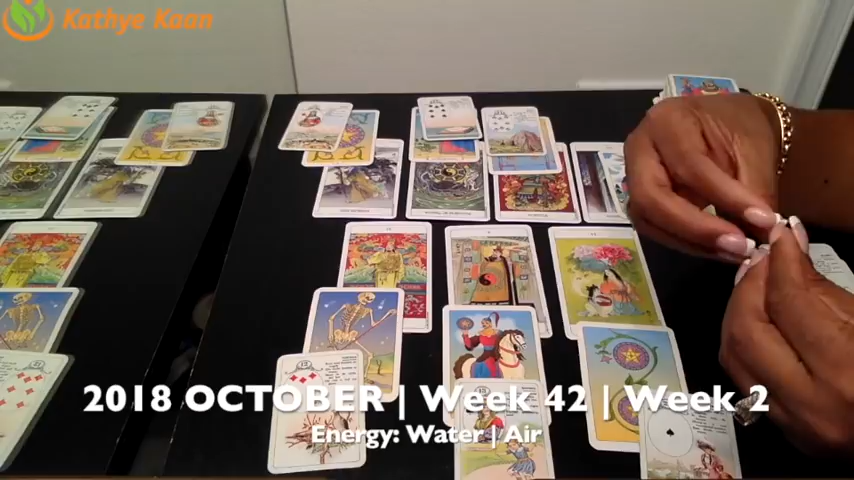 Kathye Kaan
2018 OCTOBER | Week 42 | Week 2
Energy: Water | Air